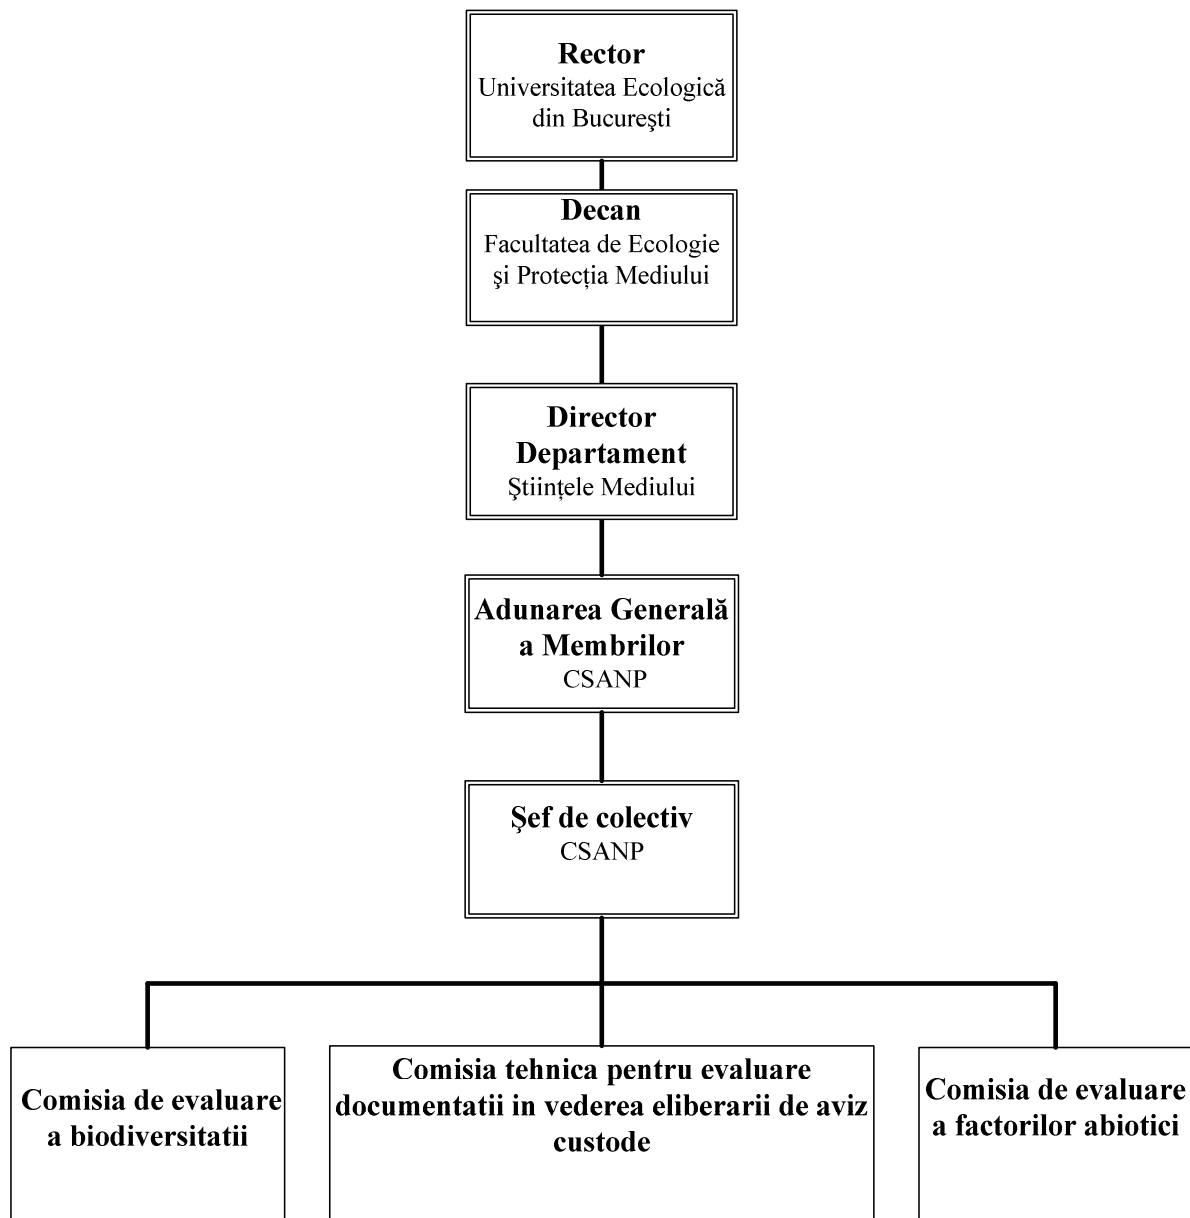 Rector
Universitatea Ecologică
din Bucureşti
Decan
Facultatea de Ecologie
şi Protecția Mediului
Director
Departament
Ştiințele Mediului
Adunarea Generală
a Membrilor
CSANP
Şef de colectiv
CSANP
Comisia de evaluare
a biodiversitatii
Comisia tehnica pentru evaluare
documentatii in vederea eliberarii de aviz
custode
Comisia de evaluare
a factorilor abiotici